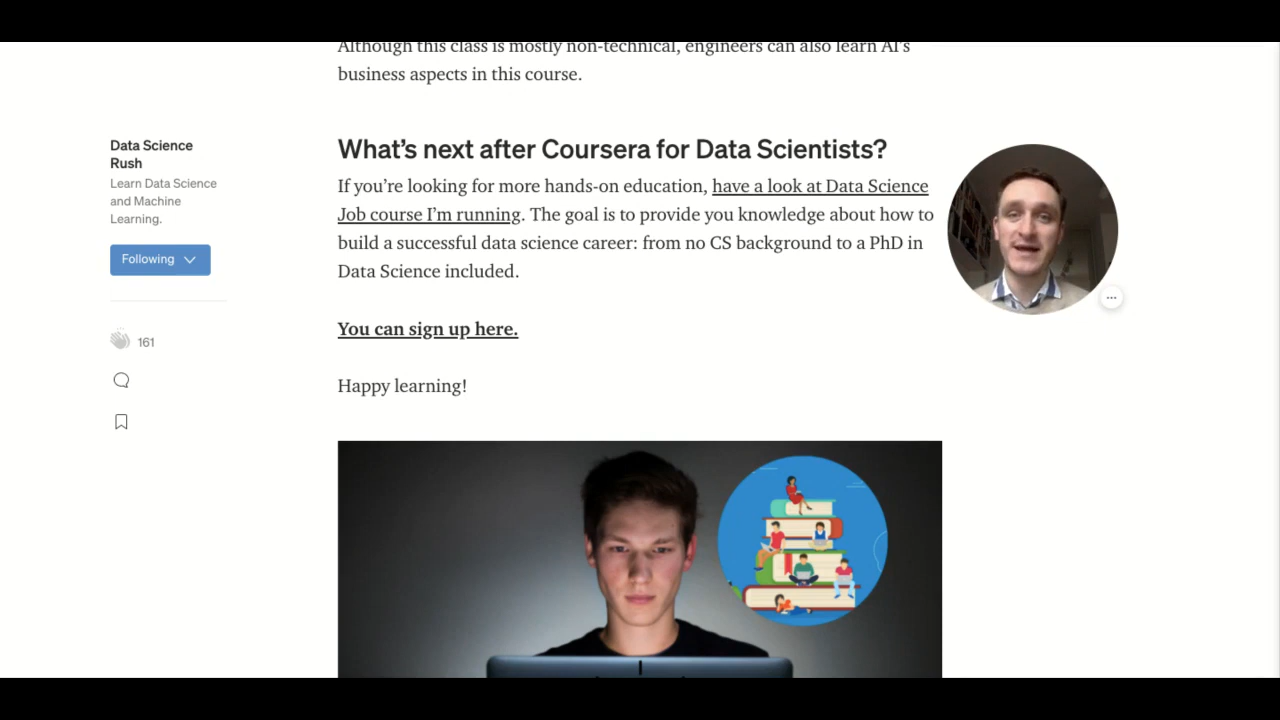 Although this class is mostly non-technical, engineers can also learn AI's
business aspects in this course.
Data Science
Rush
Learn Data Science
and Machine
Learning.
Following
161
What's next after Coursera for Data Scientists?
If you're looking for more hands-on education, have a look at Data Science
Job course I'm running. The goal is to provide you knowledge about how to
build a successful data science career: from no CS background to a PhD in
Data Science included.
You can sign up here.
Happy learning!